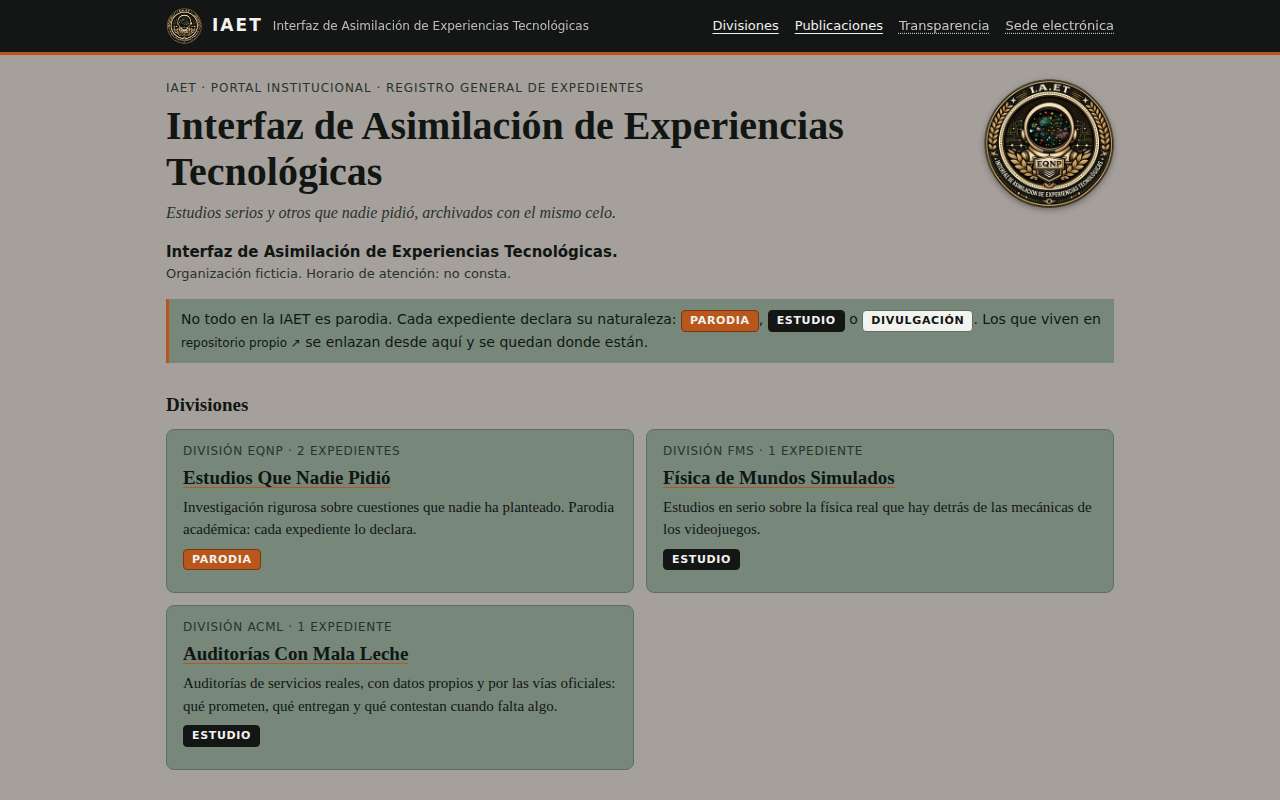 IAET Interfaz de Asimilación de Experiencias Tecnológicas Divisiones Publicaciones Transparencia Sede electrónica
IAET · PORTAL INSTITUCIONAL · REGISTRO GENERAL DE EXPEDIENTES
Interfaz de Asimilación de Experiencias
Tecnológicas
I.A.ET
EQNP
INTERFAZ DE ASIMILACIÓN DE EXPERIENCIAS TECNOLÓGICAS
Estudios serios y otros que nadie pidió, archivados con el mismo celo.
Interfaz de Asimilación de Experiencias Tecnológicas.
Organización ficticia. Horario de atención: no consta.
No todo en la IAET es parodia. Cada expediente declara su naturaleza: PARODIA, ESTUDIO o DIVULGACIÓN. Los que viven en
repositorio propio ↗ se enlazan desde aquí y se quedan donde están.
Divisiones
DIVISIÓN EQNP · 2 EXPEDIENTES
Estudios Que Nadie Pidió
Investigación rigurosa sobre cuestiones que nadie ha planteado. Parodia
académica: cada expediente lo declara.
PARODIA
DIVISIÓN FMS · 1 EXPEDIENTE
Física de Mundos Simulados
Estudios en serio sobre la física real que hay detrás de las mecánicas de
los videojuegos.
ESTUDIO
DIVISIÓN ACML · 1 EXPEDIENTE
Auditorías Con Mala Leche
Auditorías de servicios reales, con datos propios y por las vías oficiales:
qué prometen, qué entregan y qué contestan cuando falta algo.
ESTUDIO